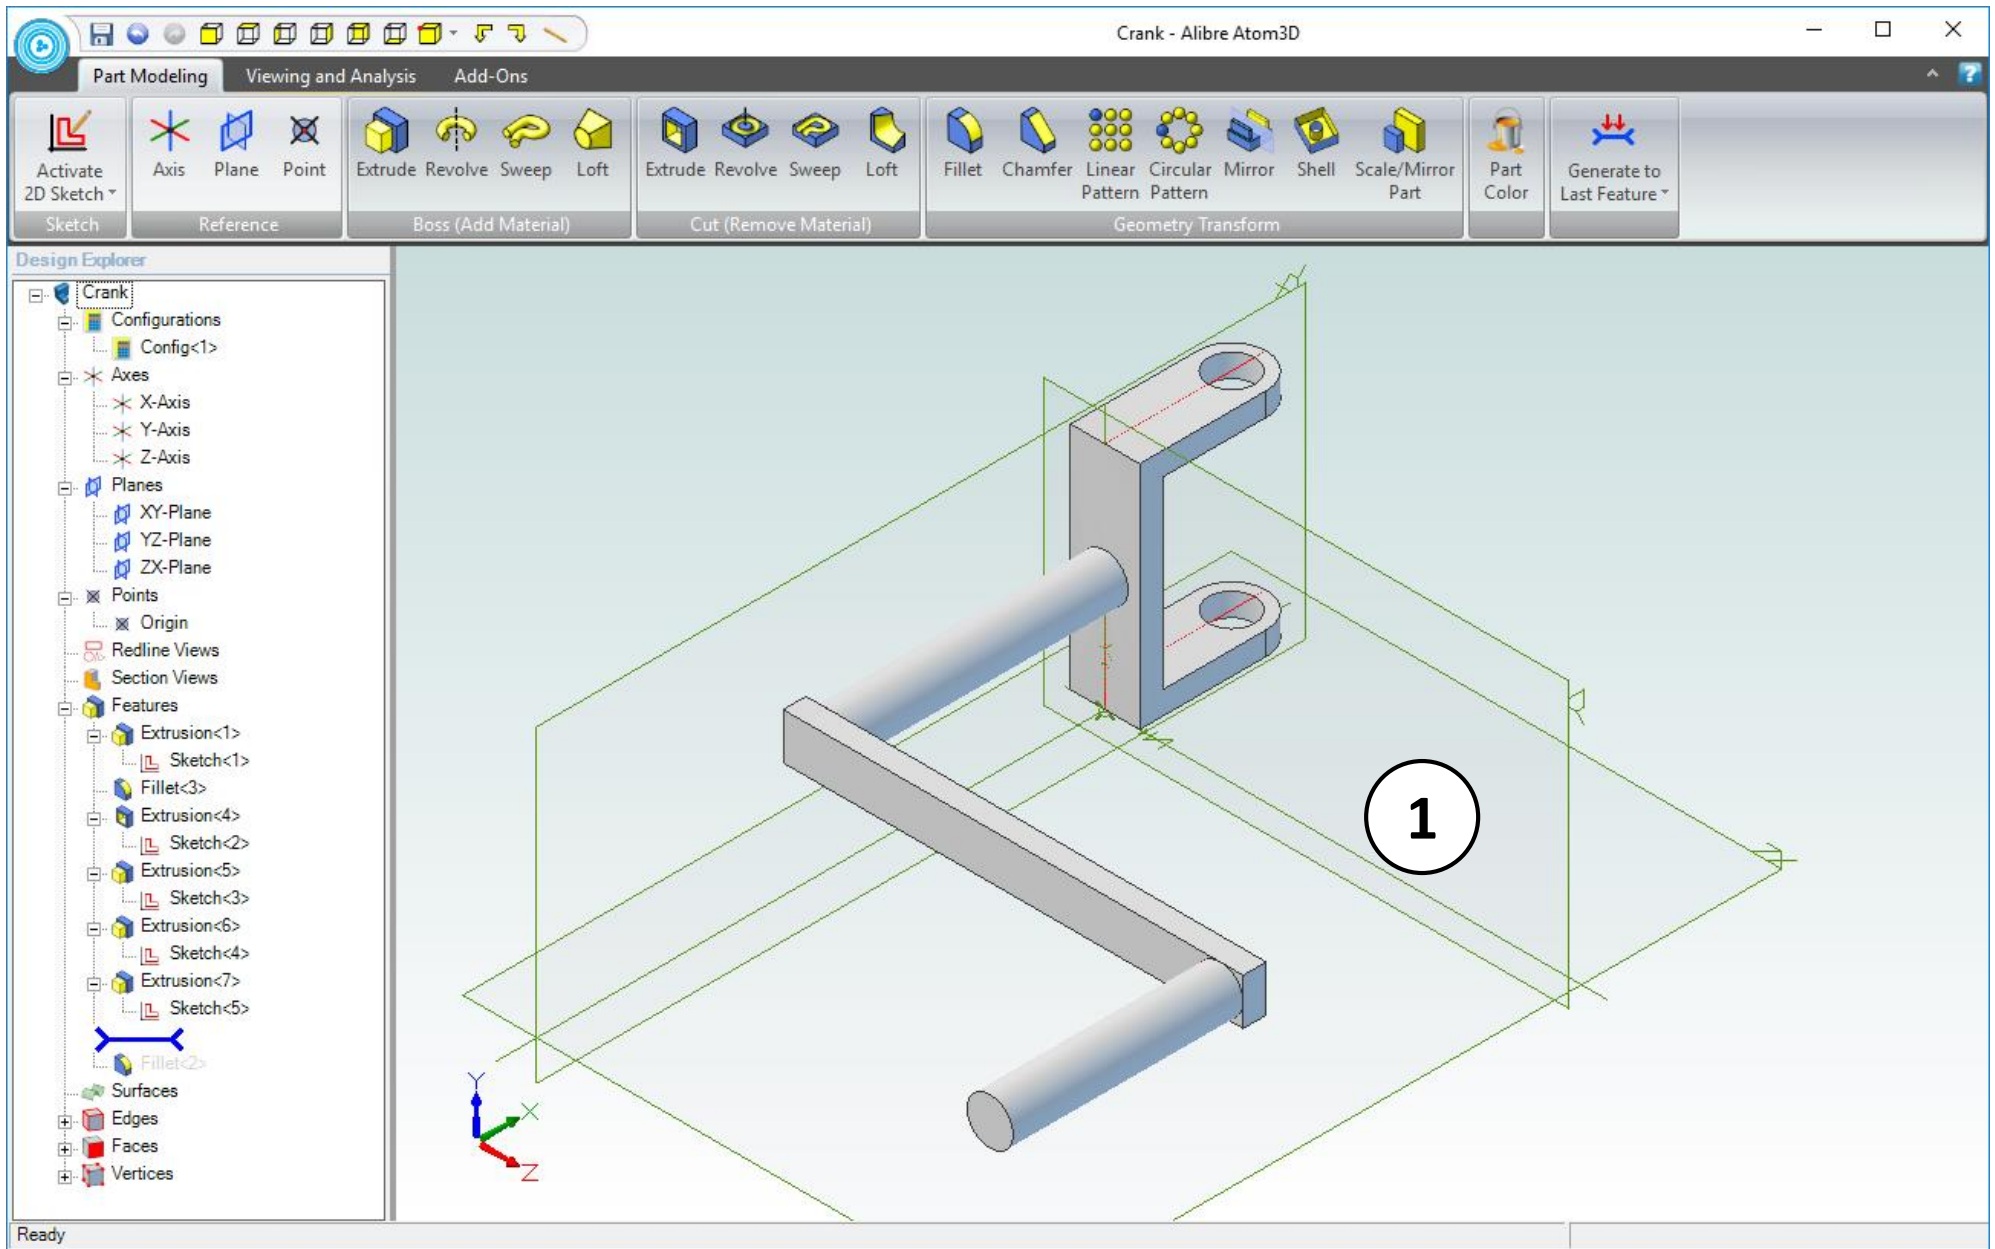 Crank - Alibre Atom3D
Part Modeling Viewing and Analysis Add-Ons
Activate
2D Sketch
Axis Plane Point
Extrude Revolve Sweep Loft
Extrude Revolve Sweep Loft
Fillet Chamfer Linear
Pattern Circular
Pattern Mirror Shell Scale/Mirror
Part
Part
Color
Generate to
Last Feature
Sketch Reference Boss (Add Material) Cut (Remove Material) Geometry Transform
Design Explorer
Crank
Configurations
Config<1>
Axes
X-Axis
Y-Axis
Z-Axis
Planes
XY-Plane
YZ-Plane
ZX-Plane
Points
Origin
Redline Views
Section Views
Features
Extrusion<1>
Sketch<1>
Fillet<3>
Extrusion<4>
Sketch<2>
Extrusion<5>
Sketch<3>
Extrusion<6>
Sketch<4>
Extrusion<7>
Sketch<5>
Fillet<2>
Surfaces
Edges
Faces
Vertices
XY
1
Y
X
Z
Ready